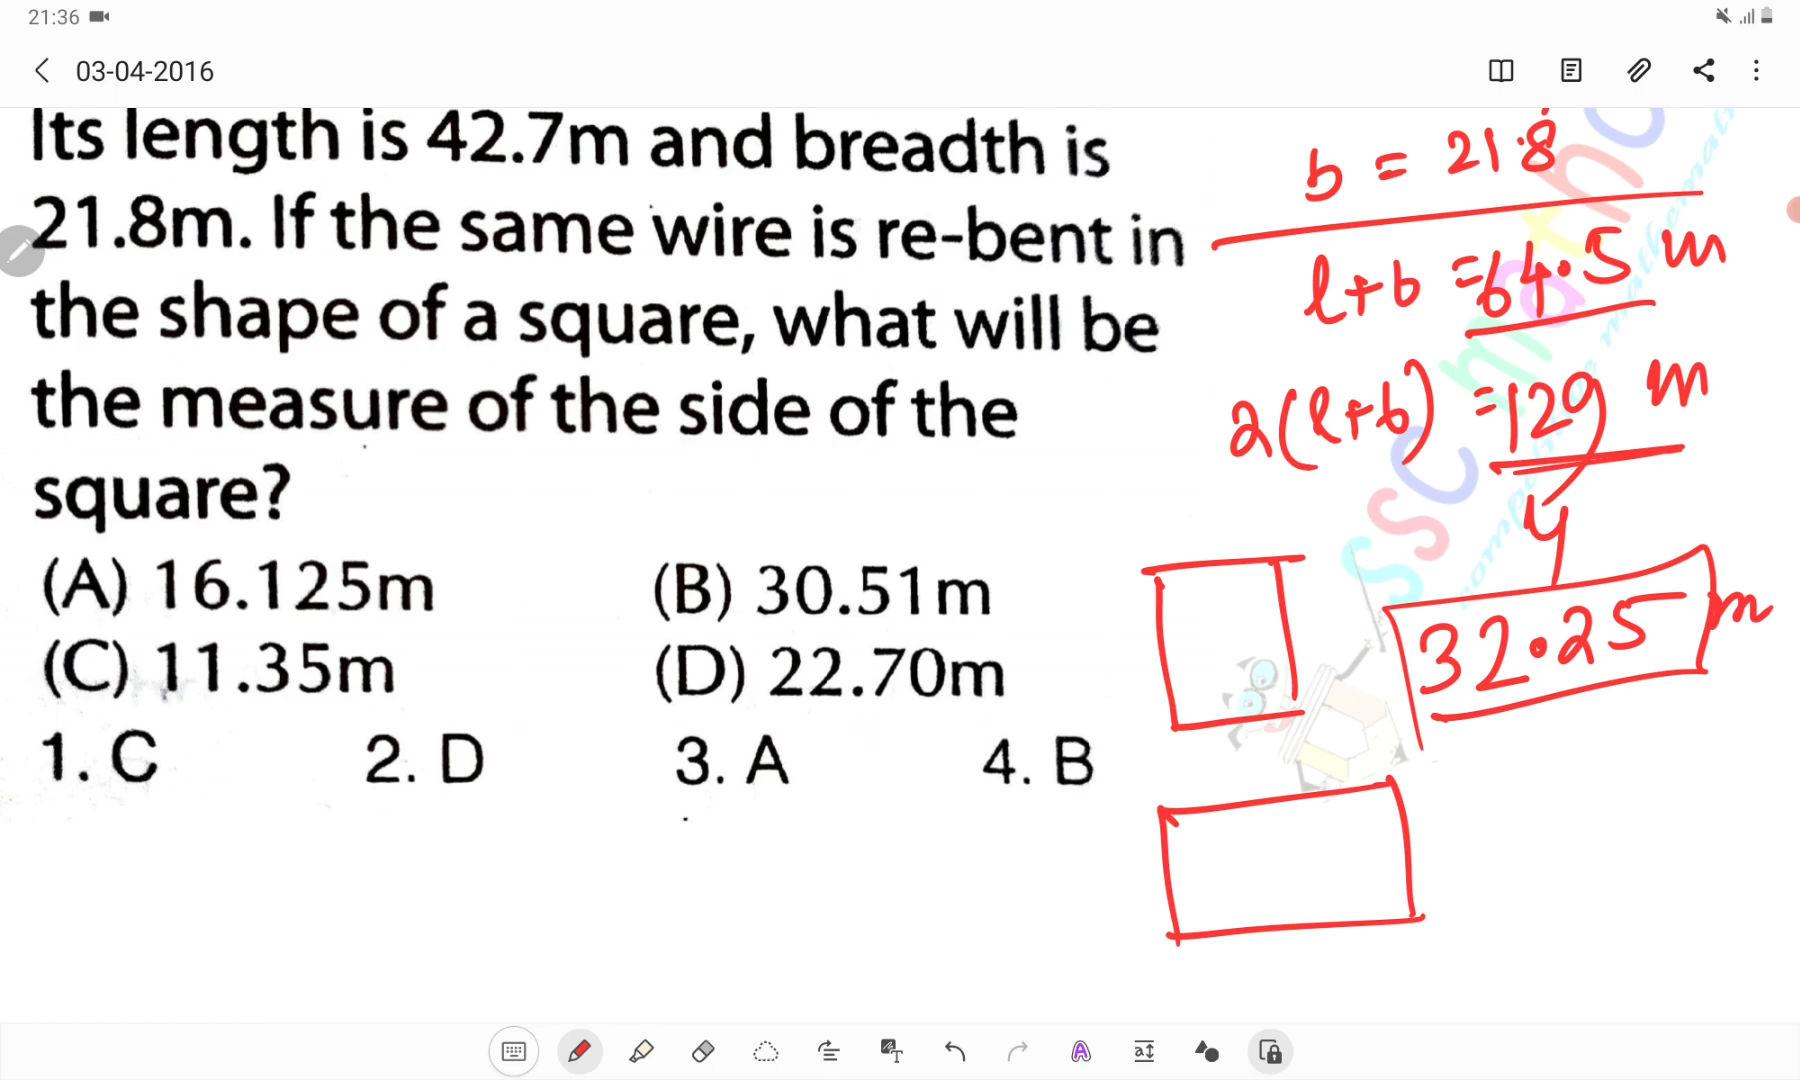 21:36
03-04-2016
Its length is 42.7m and breadth is
21.8m. If the same wire is re-bent in
the shape of a square, what will be
the measure of the side of the
square?
(A) 16.125m (B) 30.51m
(C) 11.35m (D) 22.70m
1. C 2. D 3. A 4. B
b = 21.8
l+b = 64.5 m
2(l+b) = 129 m
4
32.25 m
ssc maths